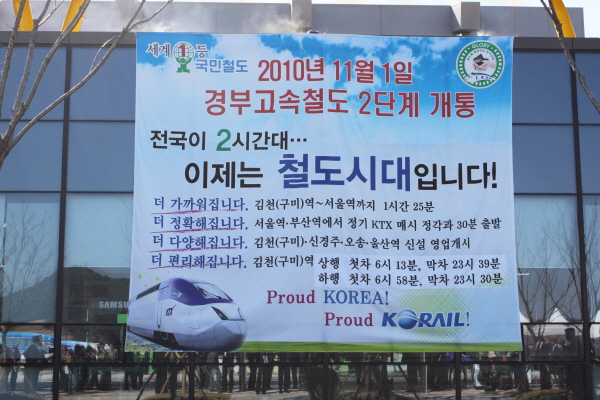 세계 1등
국민철도
GLORY
2010년 11월 1일
경부고속철도 2단계 개통
전국이 2시간대…
이제는 철도시대입니다!
더 가까워집니다. 김천(구미)역~서울역까지 1시간 25분
더 정확해집니다. 서울역·부산역에서 정기 KTX 매시 정각과 30분 출발
더 다양해집니다. 김천(구미)·신경주·오송·울산역 신설 영업개시
더 편리해집니다. 김천(구미)역 상행 첫차 6시 13분, 막차 23시 39분
하행 첫차 6시 58분, 막차 23시 30분
Proud KOREA!
Proud KORAIL!
SAMSUNG